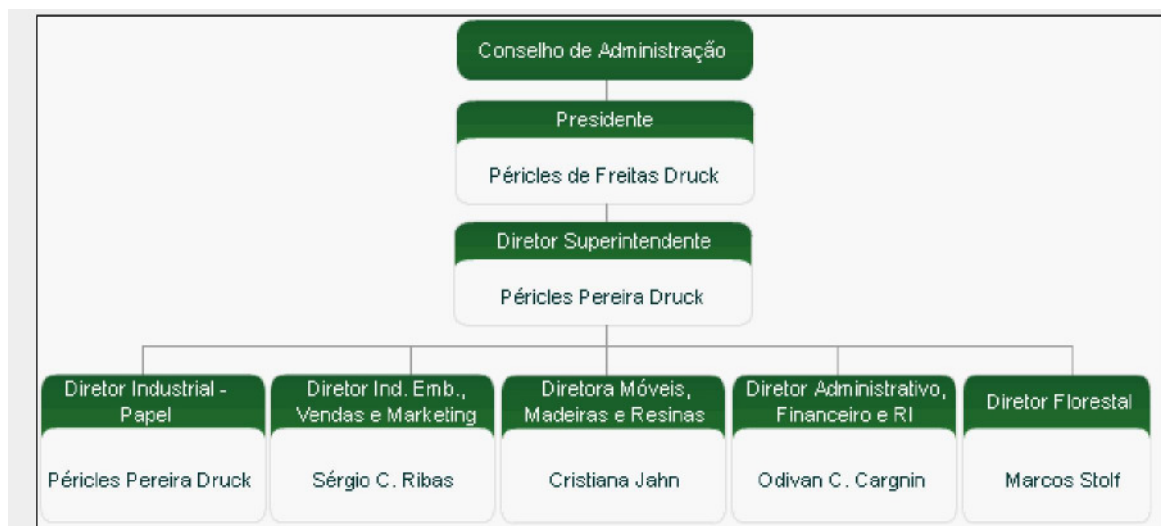 Conselho de Administração
Presidente
Péricles de Freitas Druck
Diretor Superintendente
Péricles Pereira Druck
Diretor Industrial -
Papel
Péricles Pereira Druck
Diretor Ind. Emb.,
Vendas e Marketing
Sérgio C. Ribas
Diretora Móveis,
Madeiras e Resinas
Cristiana Jahn
Diretor Administrativo,
Financeiro e RI
Odivan C. Cargnin
Diretor Florestal
Marcos Stolf